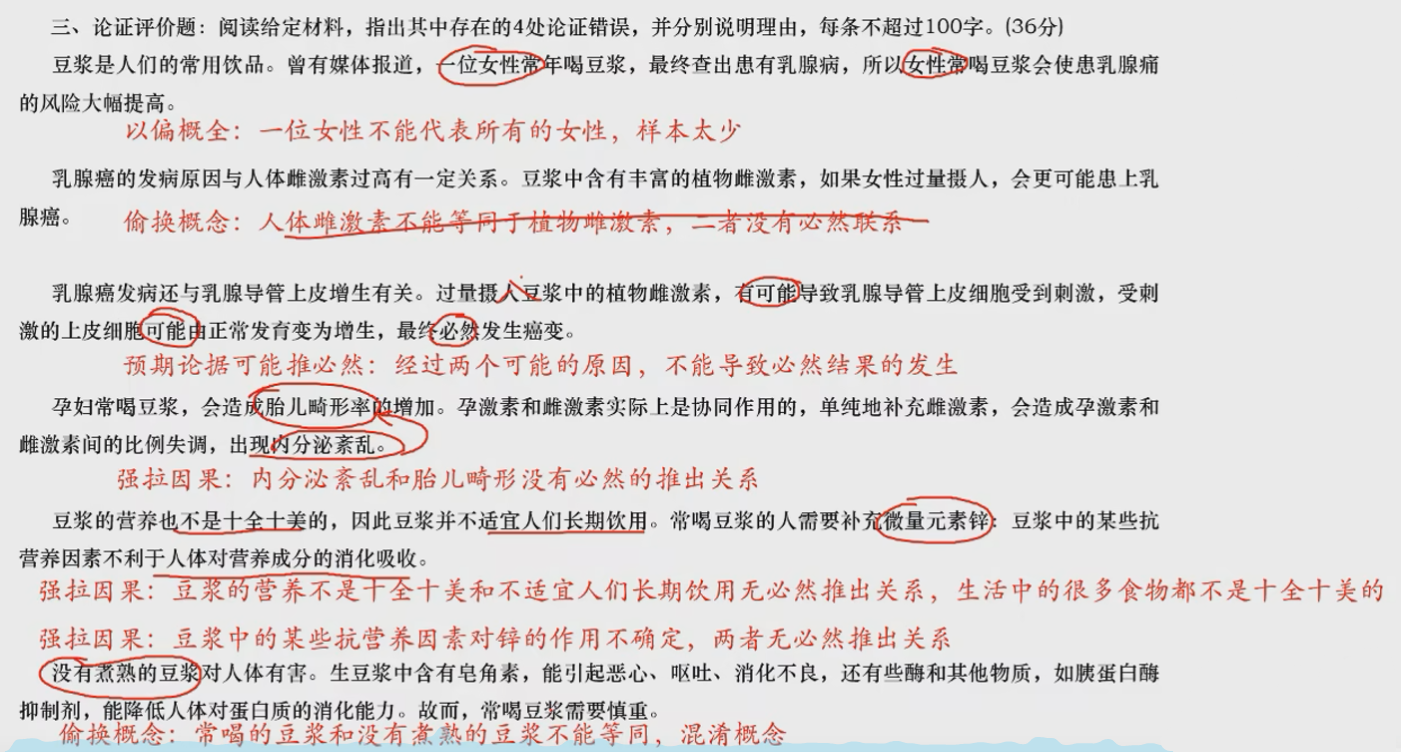 三、论证评价题：阅读给定材料，指出其中存在的4处论证错误，并分别说明理由，每条不超过100字。(36分)
豆浆是人们的常用饮品。曾有媒体报道，一位女性常年喝豆浆，最终查出患有乳腺病，所以女性常喝豆浆会使患乳腺痛
的风险大幅提高。
以偏概全：一位女性不能代表所有的女性，样本太少
乳腺癌的发病原因与人体雌激素过高有一定关系。豆浆中含有丰富的植物雌激素，如果女性过量摄人，会更可能患上乳
腺癌。
偷换概念：人体雌激素不能等同于植物雌激素，二者没有必然联系
乳腺癌发病还与乳腺导管上皮增生有关。过量摄人豆浆中的植物雌激素，有可能导致乳腺导管上皮细胞受到刺激，受刺
激的上皮细胞可能由正常发育变为增生，最终必然发生癌变。
预期论据可能推必然：经过两个可能的原因，不能导致必然结果的发生
孕妇常喝豆浆，会造成胎儿畸形率的增加。孕激素和雌激素实际上是协同作用的，单纯地补充雌激素，会造成孕激素和
雌激素间的比例失调，出现内分泌紊乱。
强拉因果：内分泌紊乱和胎儿畸形没有必然的推出关系
豆浆的营养也不是十全十美的，因此豆浆并不适宜人们长期饮用。常喝豆浆的人需要补充微量元素锌：豆浆中的某些抗
营养因素不利于人体对营养成分的消化吸收。
强拉因果：豆浆的营养不是十全十美和不适宜人们长期饮用无必然推出关系，生活中的很多食物都不是十全十美的
强拉因果：豆浆中的某些抗营养因素对锌的作用不确定，两者无必然推出关系
没有煮熟的豆浆对人体有害。生豆浆中含有皂角素，能引起恶心、呕吐、消化不良，还有些酶和其他物质，如胰蛋白酶
抑制剂，能降低人体对蛋白质的消化能力。故而，常喝豆浆需要慎重。
偷换概念：常喝的豆浆和没有煮熟的豆浆不能等同，混淆概念